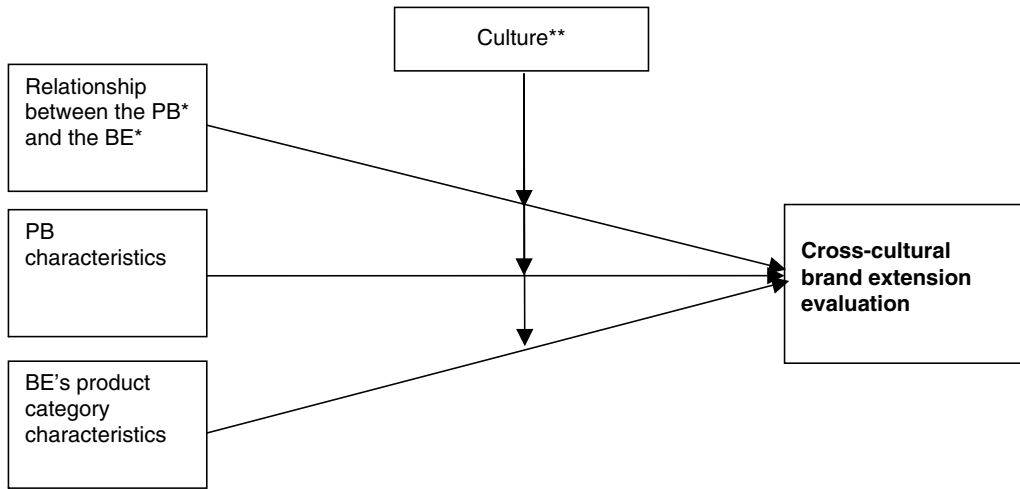 Culture**
Relationship
between the PB*
and the BE*
PB
characteristics
BE's product
category
characteristics
Cross-cultural
brand extension
evaluation